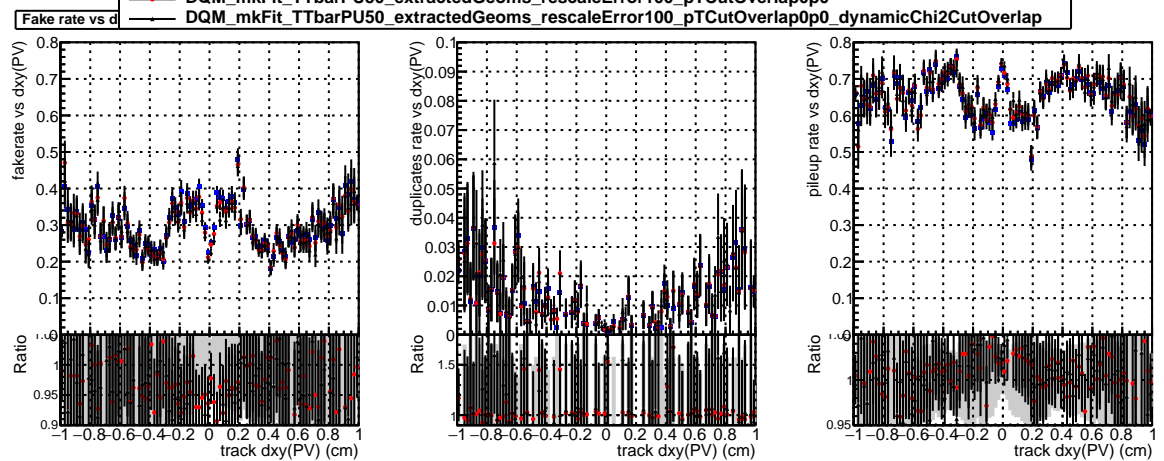 DQM_mkFit_TTbarPU50_extractedGeoms_rescaleError100_pTCutOverlap0p0
DQM_mkFit_TTbarPU50_extractedGeoms_rescaleError100_pTCutOverlap0p0_dynamicChi2CutOverlap
Fake rate vs d
fakerate vs dxy(PV)
0.8
0.7
0.6
0.5
0.4
0.3
0.2
0.1
0
Ratio
0.95
0.9
−1 −0.8 −0.6 −0.4 −0.2 0 0.2 0.4 0.6 0.8 1
track dxy(PV) (cm)
duplicates rate vs dxy(PV)
0.1
0.09
0.08
0.07
0.06
0.05
0.04
0.03
0.02
0.01
0
Ratio
1.5
1
−1 −0.8 −0.6 −0.4 −0.2 0 0.2 0.4 0.6 0.8 1
track dxy(PV) (cm)
pileup rate vs dxy(PV)
0.8
0.7
0.6
0.5
0.4
0.3
0.2
0.1
0
Ratio
1
0.95
−1 −0.8 −0.6 −0.4 −0.2 0 0.2 0.4 0.6 0.8 1
track dxy(PV) (cm)